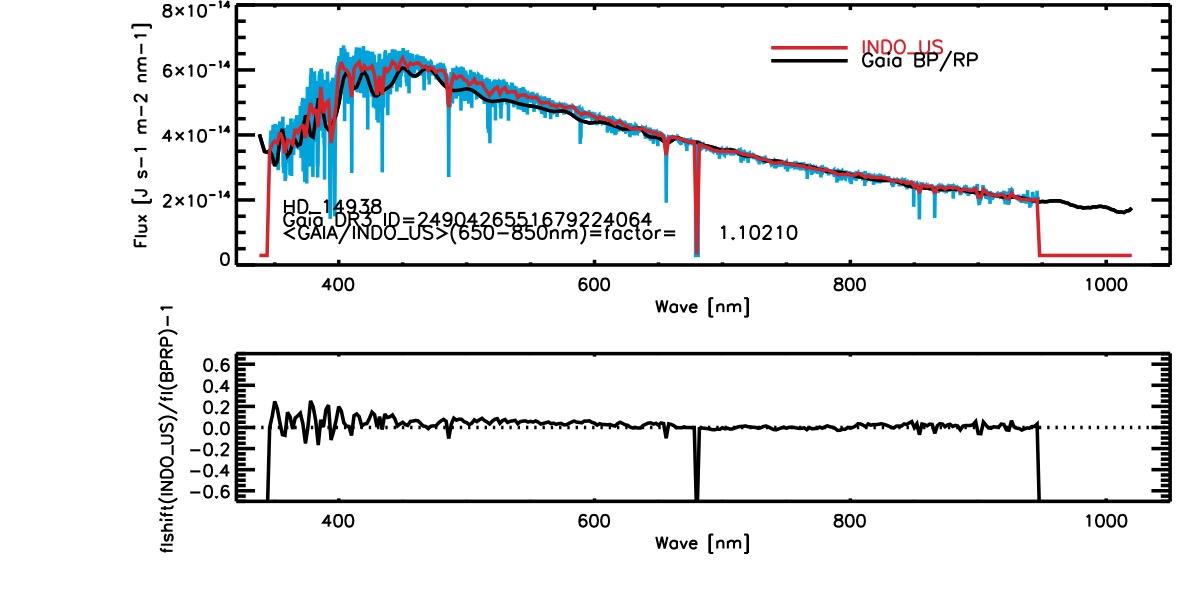 8×10-14
6×10-14
4×10-14
2×10-14
0
Flux [J s-1 m-2 nm-1]
INDO_US
Gaia BP/RP
HD_14938
Gaia DR3 ID=2490426551679224064
<GAIA/INDO_US>(650-850nm)=factor= 1.10210
400 600 800 1000
Wave [nm]
flshift(INDO_US)/fl(BPRP)-1
0.6
0.4
0.2
0.0
-0.2
-0.4
-0.6
400 600 800 1000
Wave [nm]